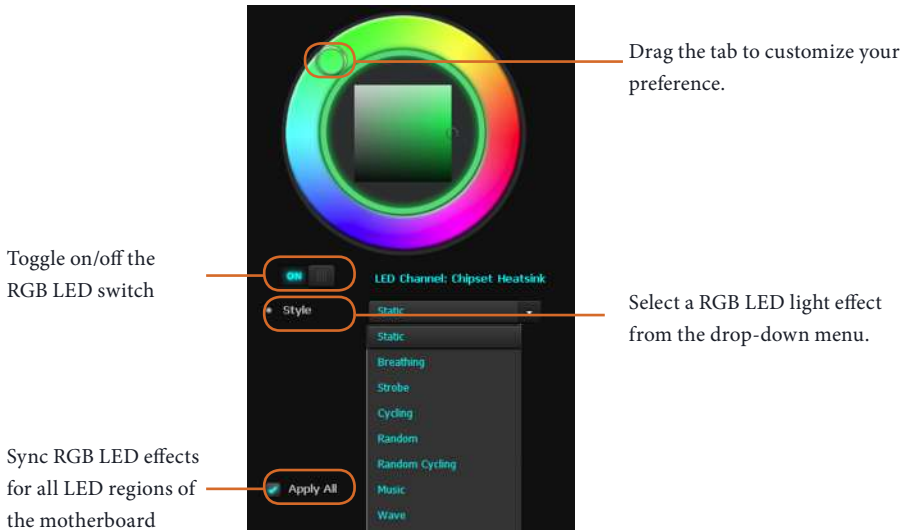 Drag the tab to customize your
preference.
Toggle on/off the
RGB LED switch
ON
LED Channel: Chipset Heatsink
Style
Static
Select a RGB LED light effect
from the drop-down menu.
Static
Breathing
Strobe
Cycling
Random
Random Cycling
Music
Wave
Sync RGB LED effects
for all LED regions of
the motherboard
Apply All